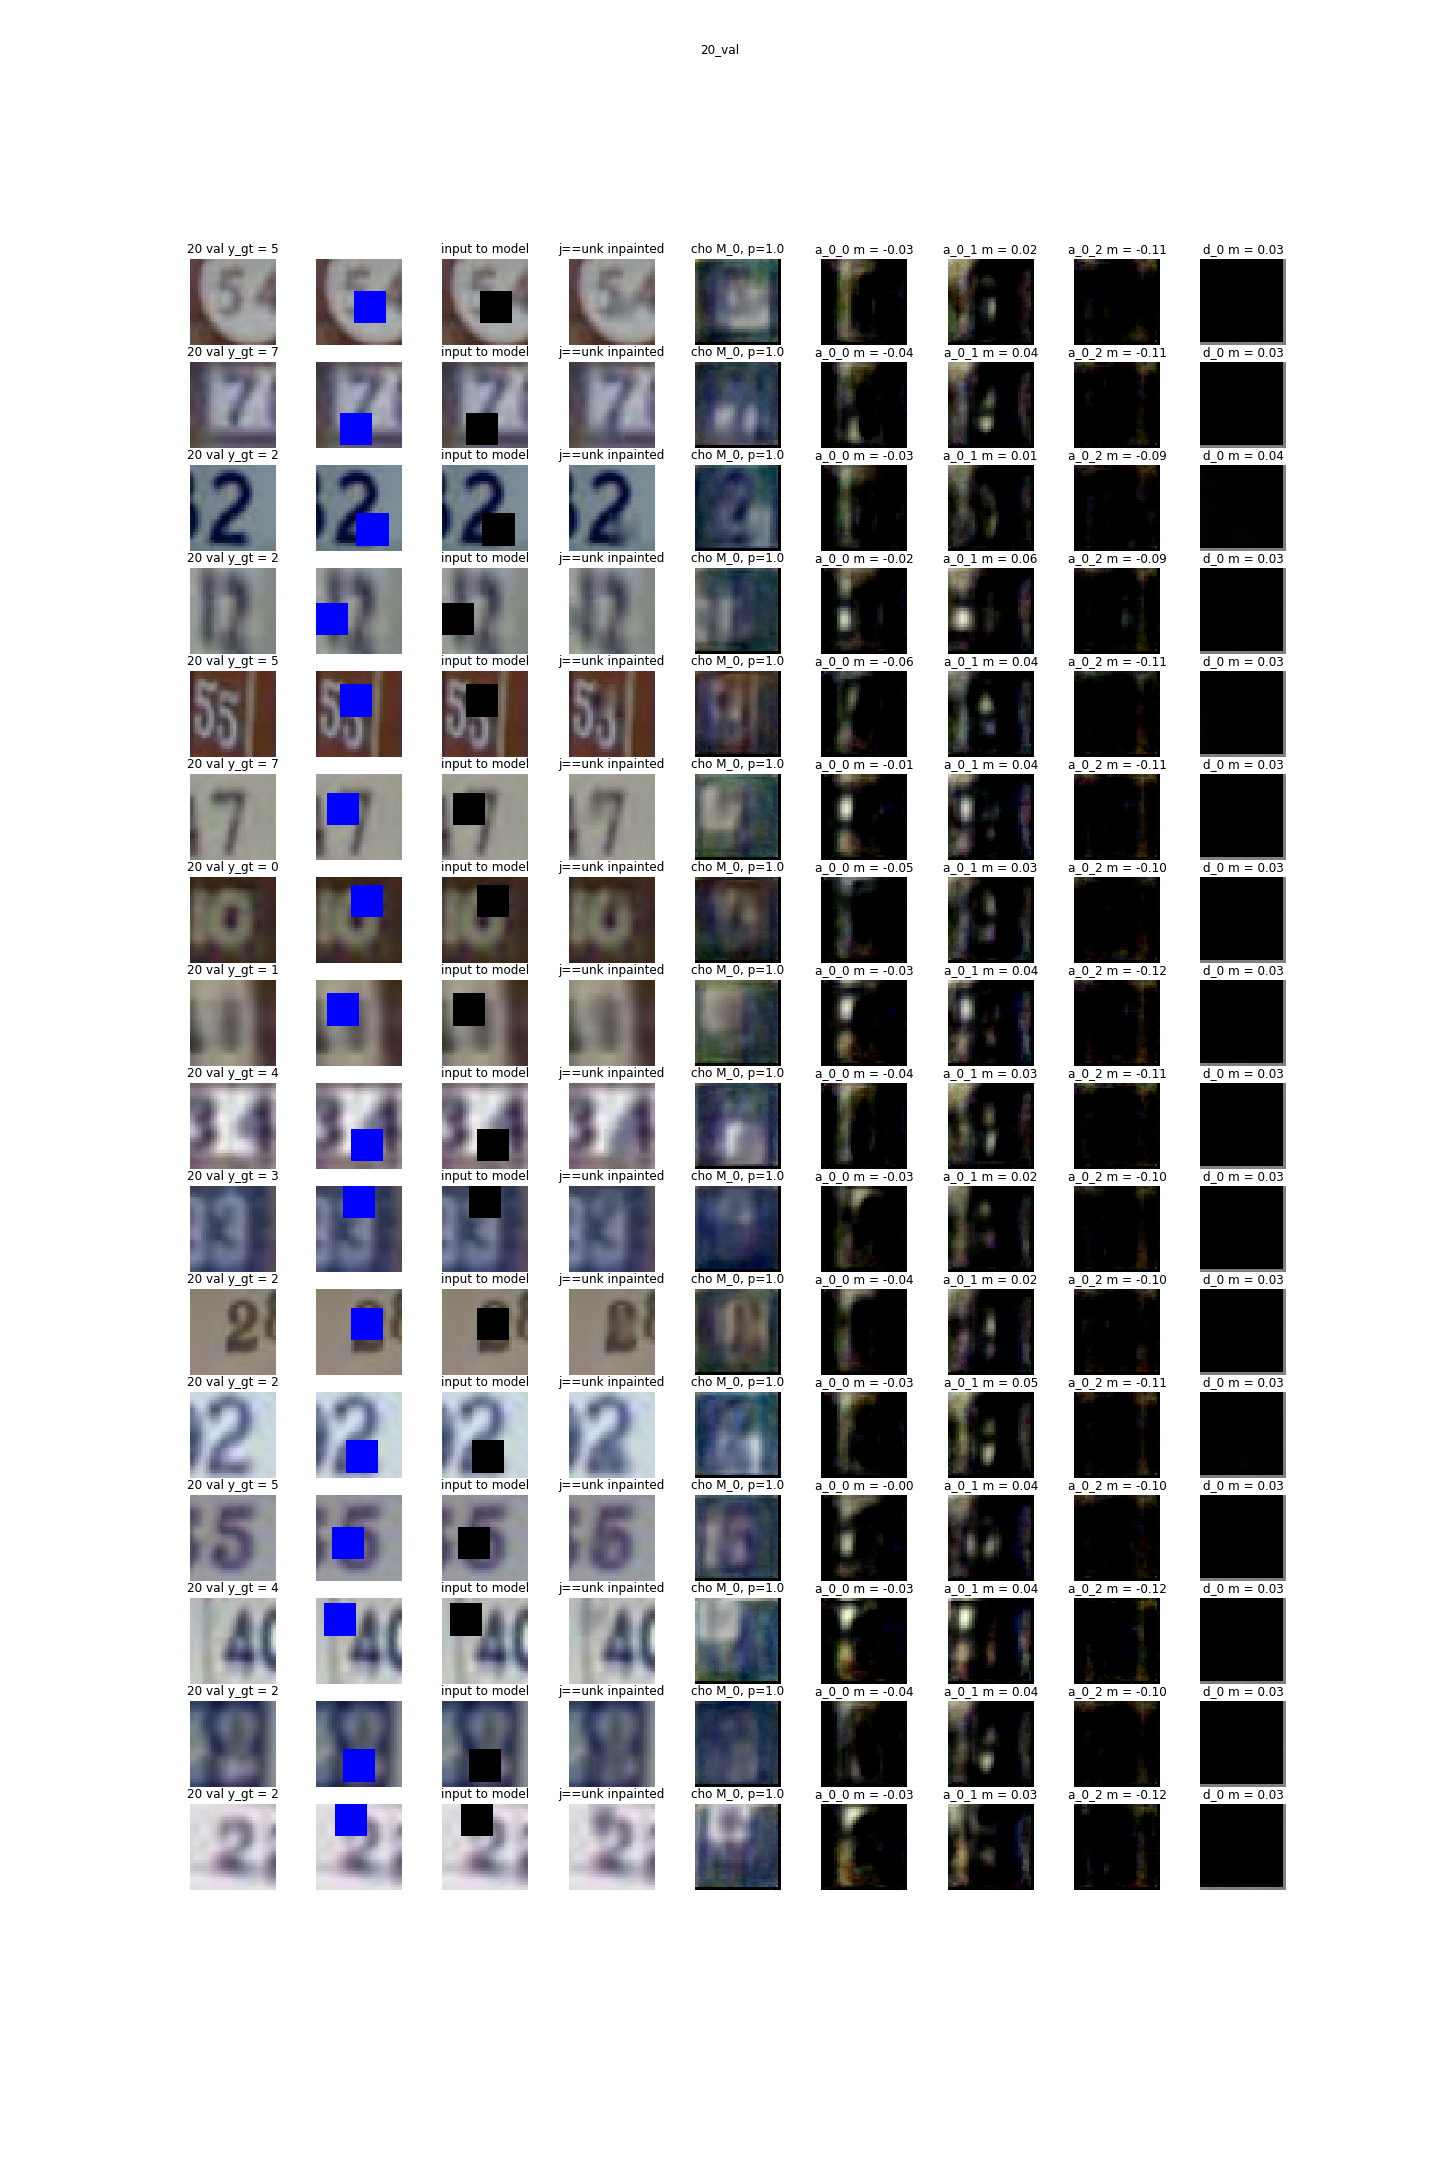 20_val
20 val y_gt = 5 input to model j==unk inpainted cho M_0, p=1.0 a_0_0 m = -0.03 a_0_1 m = 0.02 a_0_2 m = -0.11 d_0 m = 0.03
54
20 val y_gt = 7 input to model j==unk inpainted cho M_0, p=1.0 a_0_0 m = -0.04 a_0_1 m = 0.04 a_0_2 m = -0.11 d_0 m = 0.03
7
20 val y_gt = 2 input to model j==unk inpainted cho M_0, p=1.0 a_0_0 m = -0.03 a_0_1 m = 0.01 a_0_2 m = -0.09 d_0 m = 0.04
2
20 val y_gt = 2 input to model j==unk inpainted cho M_0, p=1.0 a_0_0 m = -0.02 a_0_1 m = 0.06 a_0_2 m = -0.09 d_0 m = 0.03
12
20 val y_gt = 5 input to model j==unk inpainted cho M_0, p=1.0 a_0_0 m = -0.06 a_0_1 m = 0.04 a_0_2 m = -0.11 d_0 m = 0.03
55
20 val y_gt = 7 input to model j==unk inpainted cho M_0, p=1.0 a_0_0 m = -0.01 a_0_1 m = 0.04 a_0_2 m = -0.11 d_0 m = 0.03
7
20 val y_gt = 0 input to model j==unk inpainted cho M_0, p=1.0 a_0_0 m = -0.05 a_0_1 m = 0.03 a_0_2 m = -0.10 d_0 m = 0.03
0
20 val y_gt = 1 input to model j==unk inpainted cho M_0, p=1.0 a_0_0 m = -0.03 a_0_1 m = 0.04 a_0_2 m = -0.12 d_0 m = 0.03
20 val y_gt = 4 input to model j==unk inpainted cho M_0, p=1.0 a_0_0 m = -0.04 a_0_1 m = 0.03 a_0_2 m = -0.11 d_0 m = 0.03
34
20 val y_gt = 3 input to model j==unk inpainted cho M_0, p=1.0 a_0_0 m = -0.03 a_0_1 m = 0.02 a_0_2 m = -0.10 d_0 m = 0.03
3
20 val y_gt = 2 input to model j==unk inpainted cho M_0, p=1.0 a_0_0 m = -0.04 a_0_1 m = 0.02 a_0_2 m = -0.10 d_0 m = 0.03
2
20 val y_gt = 2 input to model j==unk inpainted cho M_0, p=1.0 a_0_0 m = -0.03 a_0_1 m = 0.05 a_0_2 m = -0.11 d_0 m = 0.03
2
20 val y_gt = 5 input to model j==unk inpainted cho M_0, p=1.0 a_0_0 m = -0.00 a_0_1 m = 0.04 a_0_2 m = -0.10 d_0 m = 0.03
5
20 val y_gt = 4 input to model j==unk inpainted cho M_0, p=1.0 a_0_0 m = -0.03 a_0_1 m = 0.04 a_0_2 m = -0.12 d_0 m = 0.03
40
20 val y_gt = 2 input to model j==unk inpainted cho M_0, p=1.0 a_0_0 m = -0.04 a_0_1 m = 0.04 a_0_2 m = -0.10 d_0 m = 0.03
20 val y_gt = 2 input to model j==unk inpainted cho M_0, p=1.0 a_0_0 m = -0.03 a_0_1 m = 0.03 a_0_2 m = -0.12 d_0 m = 0.03
2